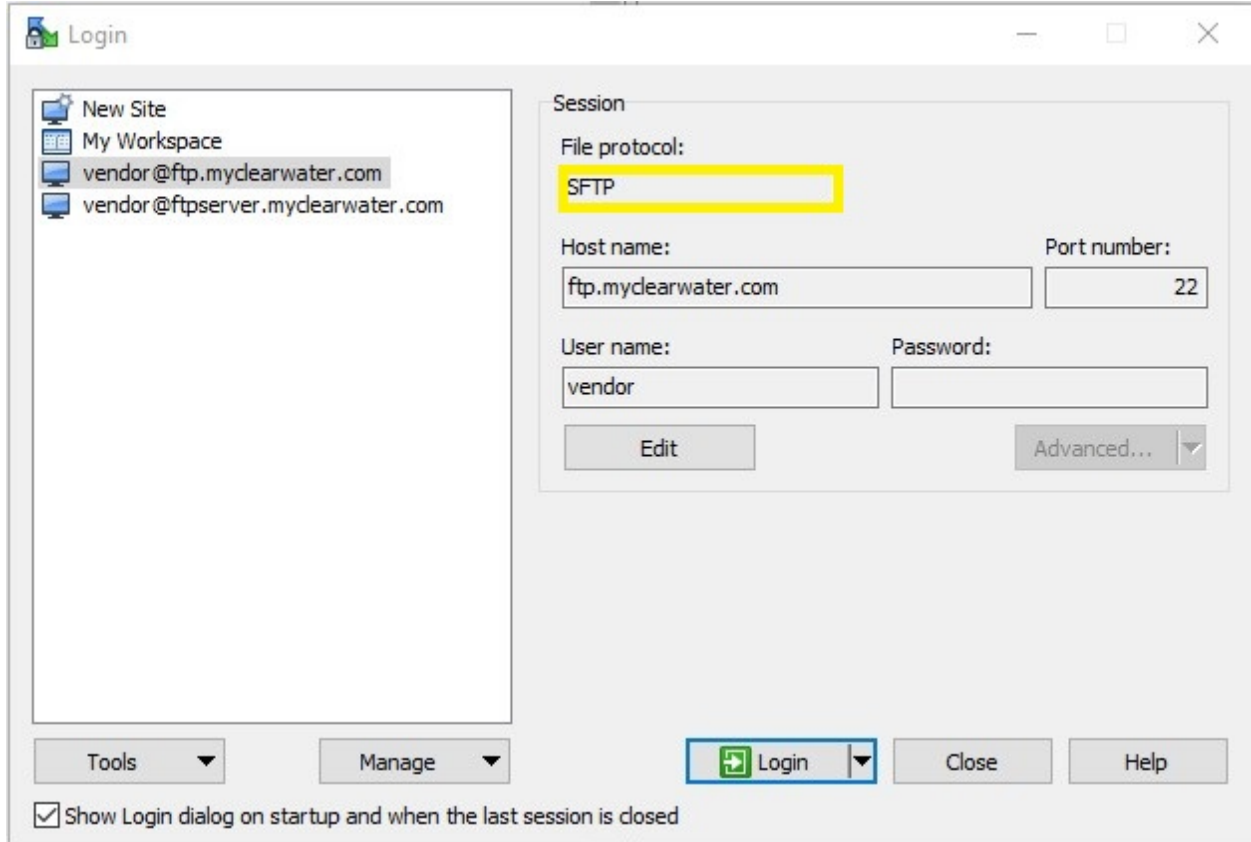 Login
New Site
My Workspace
vendor@ftp.myclearwater.com
vendor@ftpserver.myclearwater.com
Session
File protocol:
SFTP
Host name:
Port number:
ftp.myclearwater.com
22
User name:
Password:
vendor
Edit
Advanced...
Tools
Manage
Login
Close
Help
Show Login dialog on startup and when the last session is closed